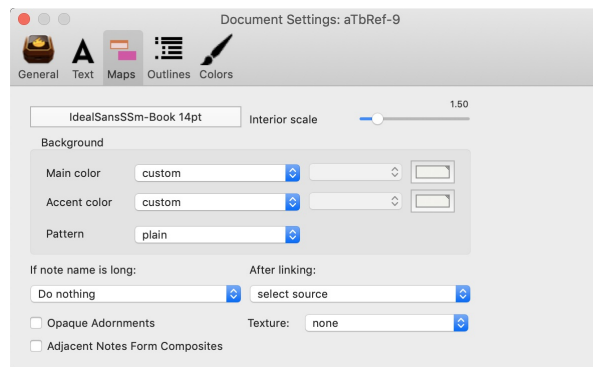 Document Settings: aTbRef-9
General Text Maps Outlines Colors
IdealSansSSm-Book 14pt Interior scale 1.50
Background
Main color custom
Accent color custom
Pattern plain
If note name is long: After linking:
Do nothing select source
Opaque Adornments Texture: none
Adjacent Notes Form Composites